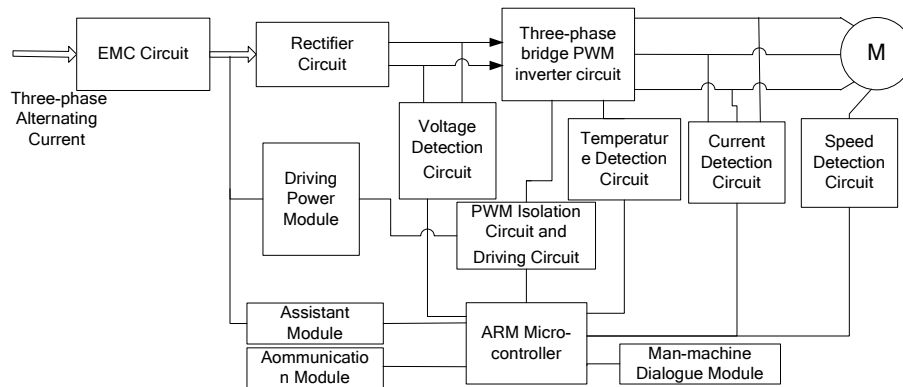 EMC Circuit
Rectifier
Circuit
Three-phase
bridge PWM
inverter circuit
M
Three-phase
Alternating
Current
Voltage
Detection
Circuit
Temperatur
e Detection
Circuit
Current
Detection
Circuit
Speed
Detection
Circuit
Driving
Power
Module
PWM Isolation
Circuit and
Driving Circuit
Assistant
Module
ARM Micro-
controller
Aommunicatio
n Module
Man-machine
Dialogue Module